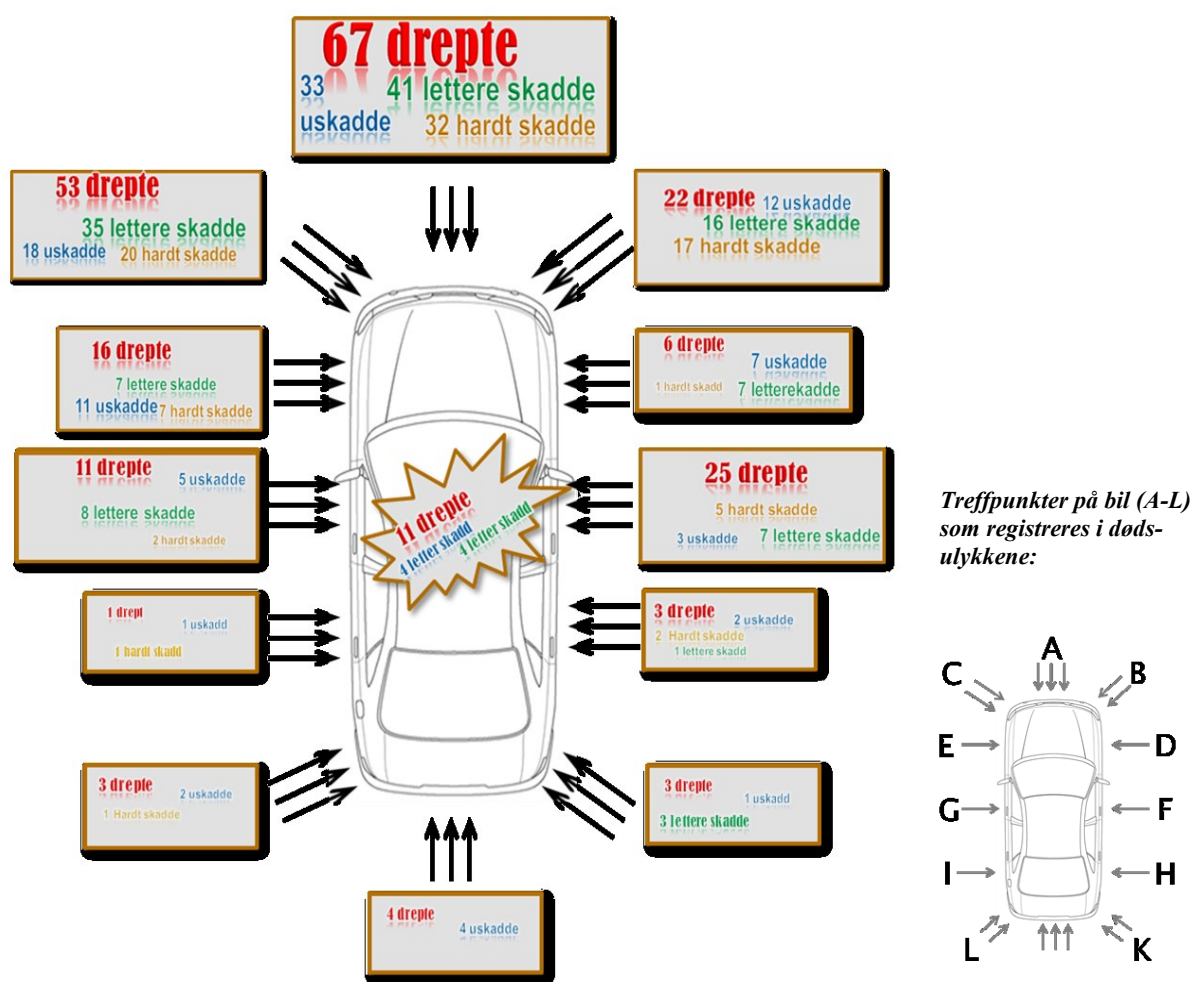 67 drepte
33
41 lettere skadde
uskadde
32 hardt skadde
53 drepte
35 lettere skadde
18 uskadde 20 hardt skadde
22 drepte 12 uskadde
16 lettere skadde
17 hardt skadde
16 drepte
7 lettere skadde
11 uskadde 7 hardt skadde
6 drepte
7 uskadde
1 hardt skadd 7 letterekadde
11 drepte 5 uskadde
8 lettere skadde
2 hardt skadde
11 drepte
4 letter skadd
4 letter skadd
25 drepte
5 hardt skadde
3 uskadde 7 lettere skadde
1 drept
1 uskadd
1 hardt skadd
3 drepte 2 uskadde
2 Hardt skadde
1 lettere skadd
3 drepte 2 uskadde
1 Hardt skadde
3 drepte
1 uskadd
3 lettere skadde
4 drepte
4 uskadde
Treffpunkter på bil (A-L)
som registreres i døds-
ulykkene:
A
C B
E D
G F
I H
L K